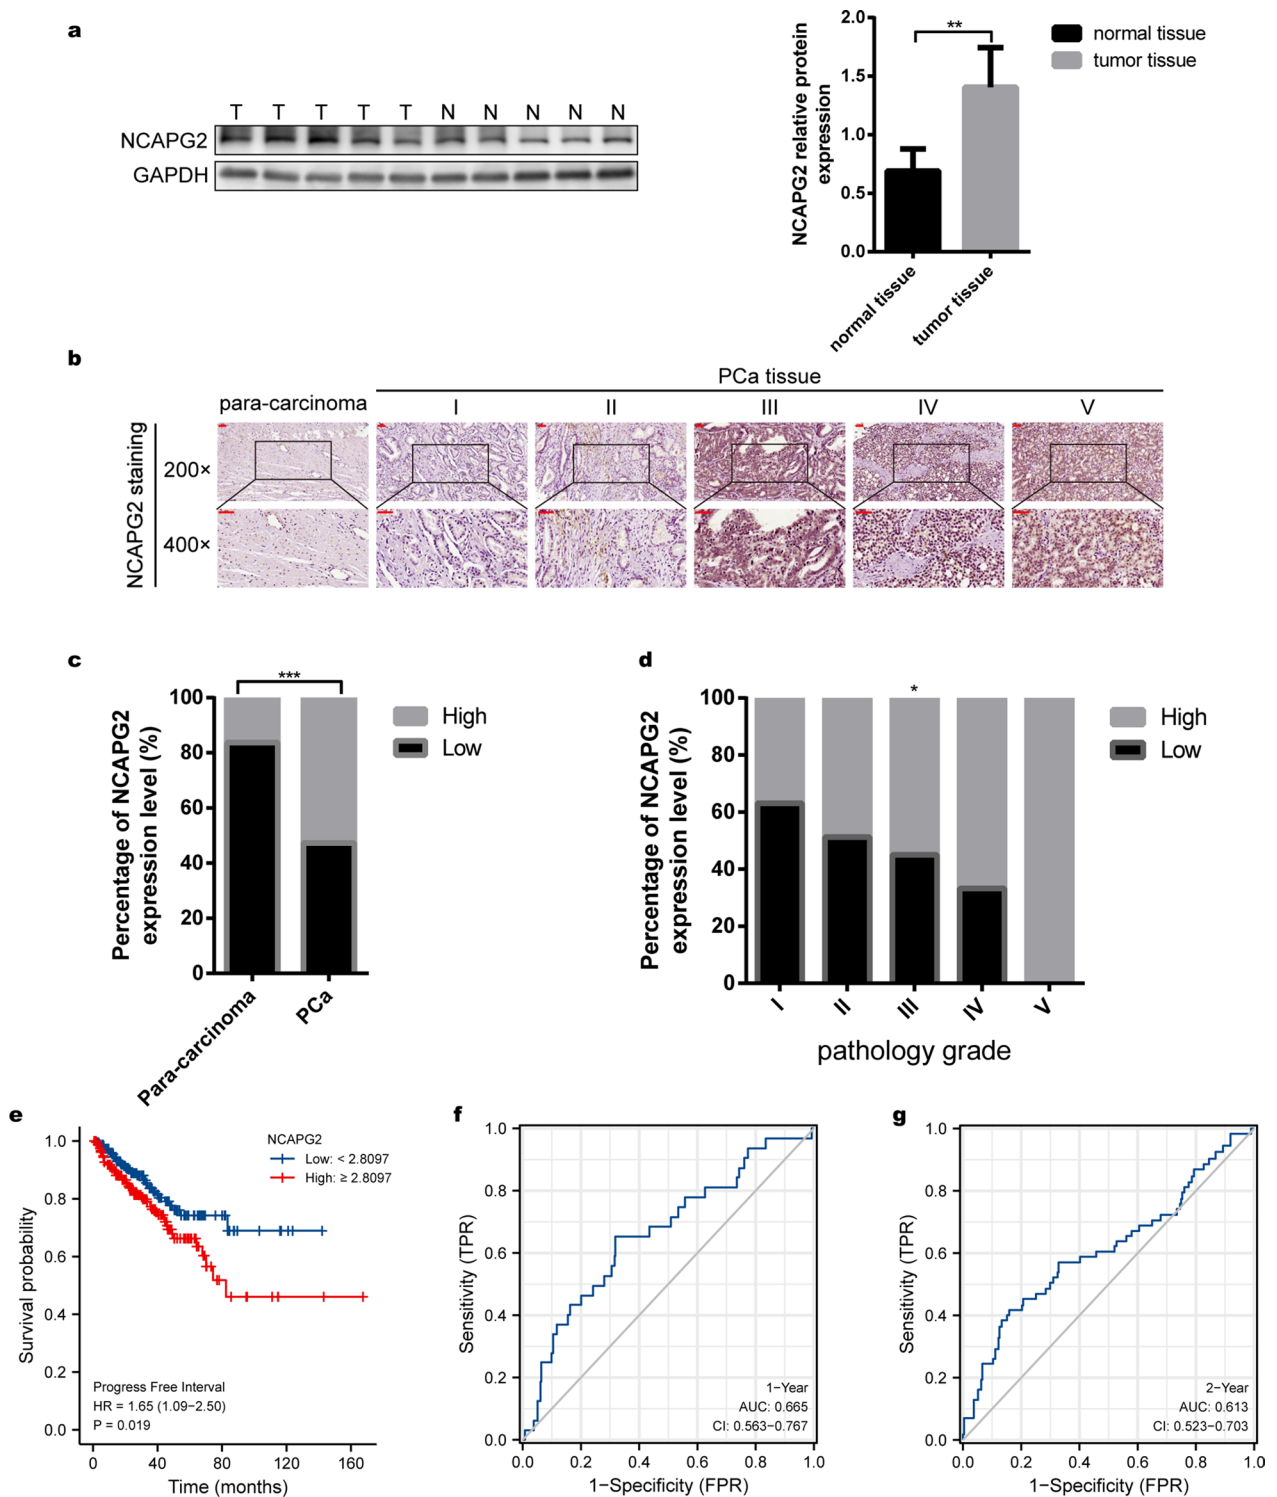 a
T T T T T N N N N N
NCAPG2
GAPDH
NCAPG2 relative protein
expression
2.0
1.5
1.0
0.5
0.0
**
normal tissue
tumor tissue
normal tissue
tumor tissue
b
PCa tissue
para-carcinoma I II III IV V
NCAPG2 staining
200×
400×
c
Percentage of NCAPG2
expression level (%)
100
80
60
40
20
0
***
High
Low
Para-carcinoma
PCa
d
Percentage of NCAPG2
expression level (%)
100
80
60
40
20
0
*
High
Low
I II III IV V
pathology grade
e
Survival probability
1.0
0.8
0.6
0.4
0.2
0.0
NCAPG2
Low: < 2.8097
High: ≥ 2.8097
Progress Free Interval
HR = 1.65 (1.09−2.50)
P = 0.019
0 40 80 120 160
Time (months)
f
Sensitivity (TPR)
1.0
0.8
0.6
0.4
0.2
0.0
1−Year
AUC: 0.665
CI: 0.563−0.767
0.0 0.2 0.4 0.6 0.8 1.0
1−Specificity (FPR)
g
Sensitivity (TPR)
1.0
0.8
0.6
0.4
0.2
0.0
2−Year
AUC: 0.613
CI: 0.523−0.703
0.0 0.2 0.4 0.6 0.8 1.0
1−Specificity (FPR)